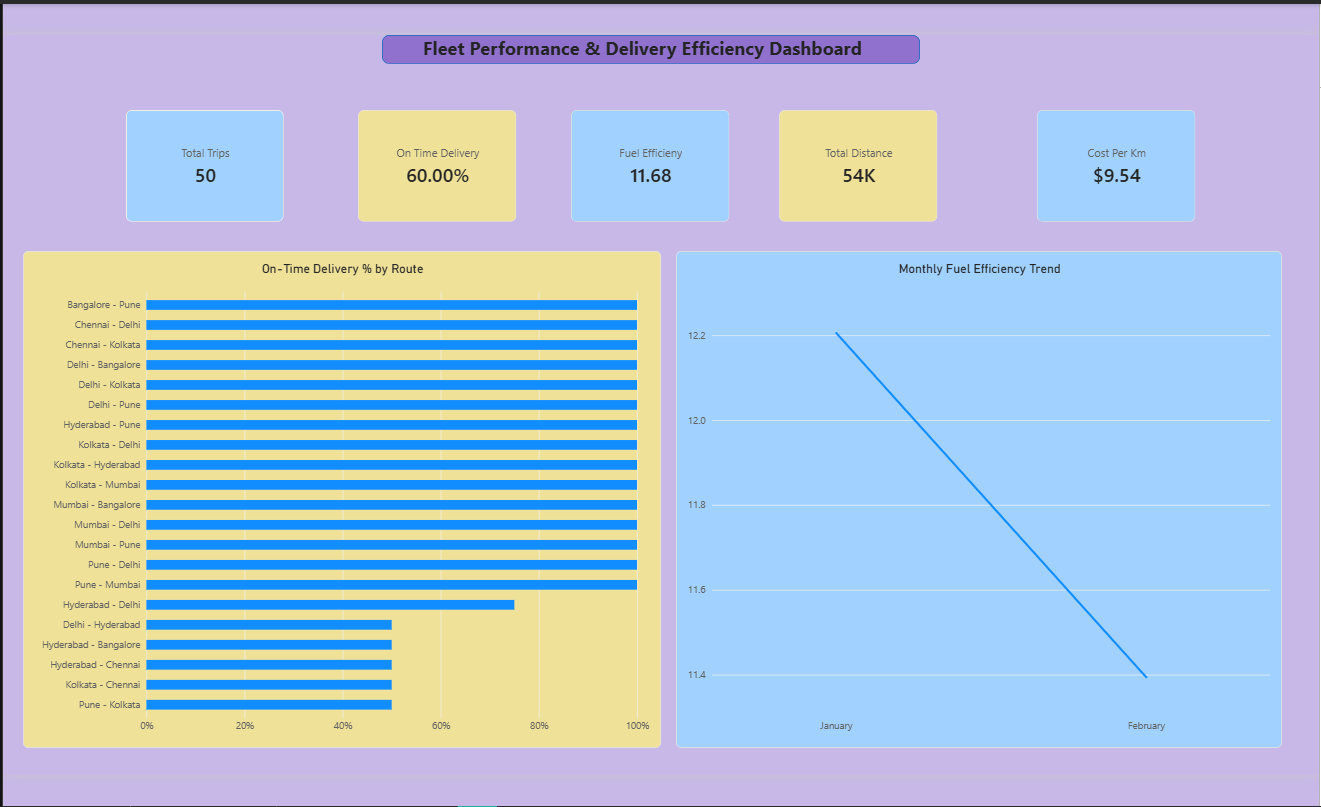 Fleet Performance & Delivery Efficiency Dashboard
Total Trips
50
On Time Delivery
60.00%
Fuel Efficieny
11.68
Total Distance
54K
Cost Per Km
$9.54
On-Time Delivery % by Route
Bangalore - Pune
Chennai - Delhi
Chennai - Kolkata
Delhi - Bangalore
Delhi - Kolkata
Delhi - Pune
Hyderabad - Pune
Kolkata - Delhi
Kolkata - Hyderabad
Kolkata - Mumbai
Mumbai - Bangalore
Mumbai - Delhi
Mumbai - Pune
Pune - Delhi
Pune - Mumbai
Hyderabad - Delhi
Delhi - Hyderabad
Hyderabad - Bangalore
Hyderabad - Chennai
Kolkata - Chennai
Pune - Kolkata
0% 20% 40% 60% 80% 100%
Monthly Fuel Efficiency Trend
12.2
12.0
11.8
11.6
11.4
January February